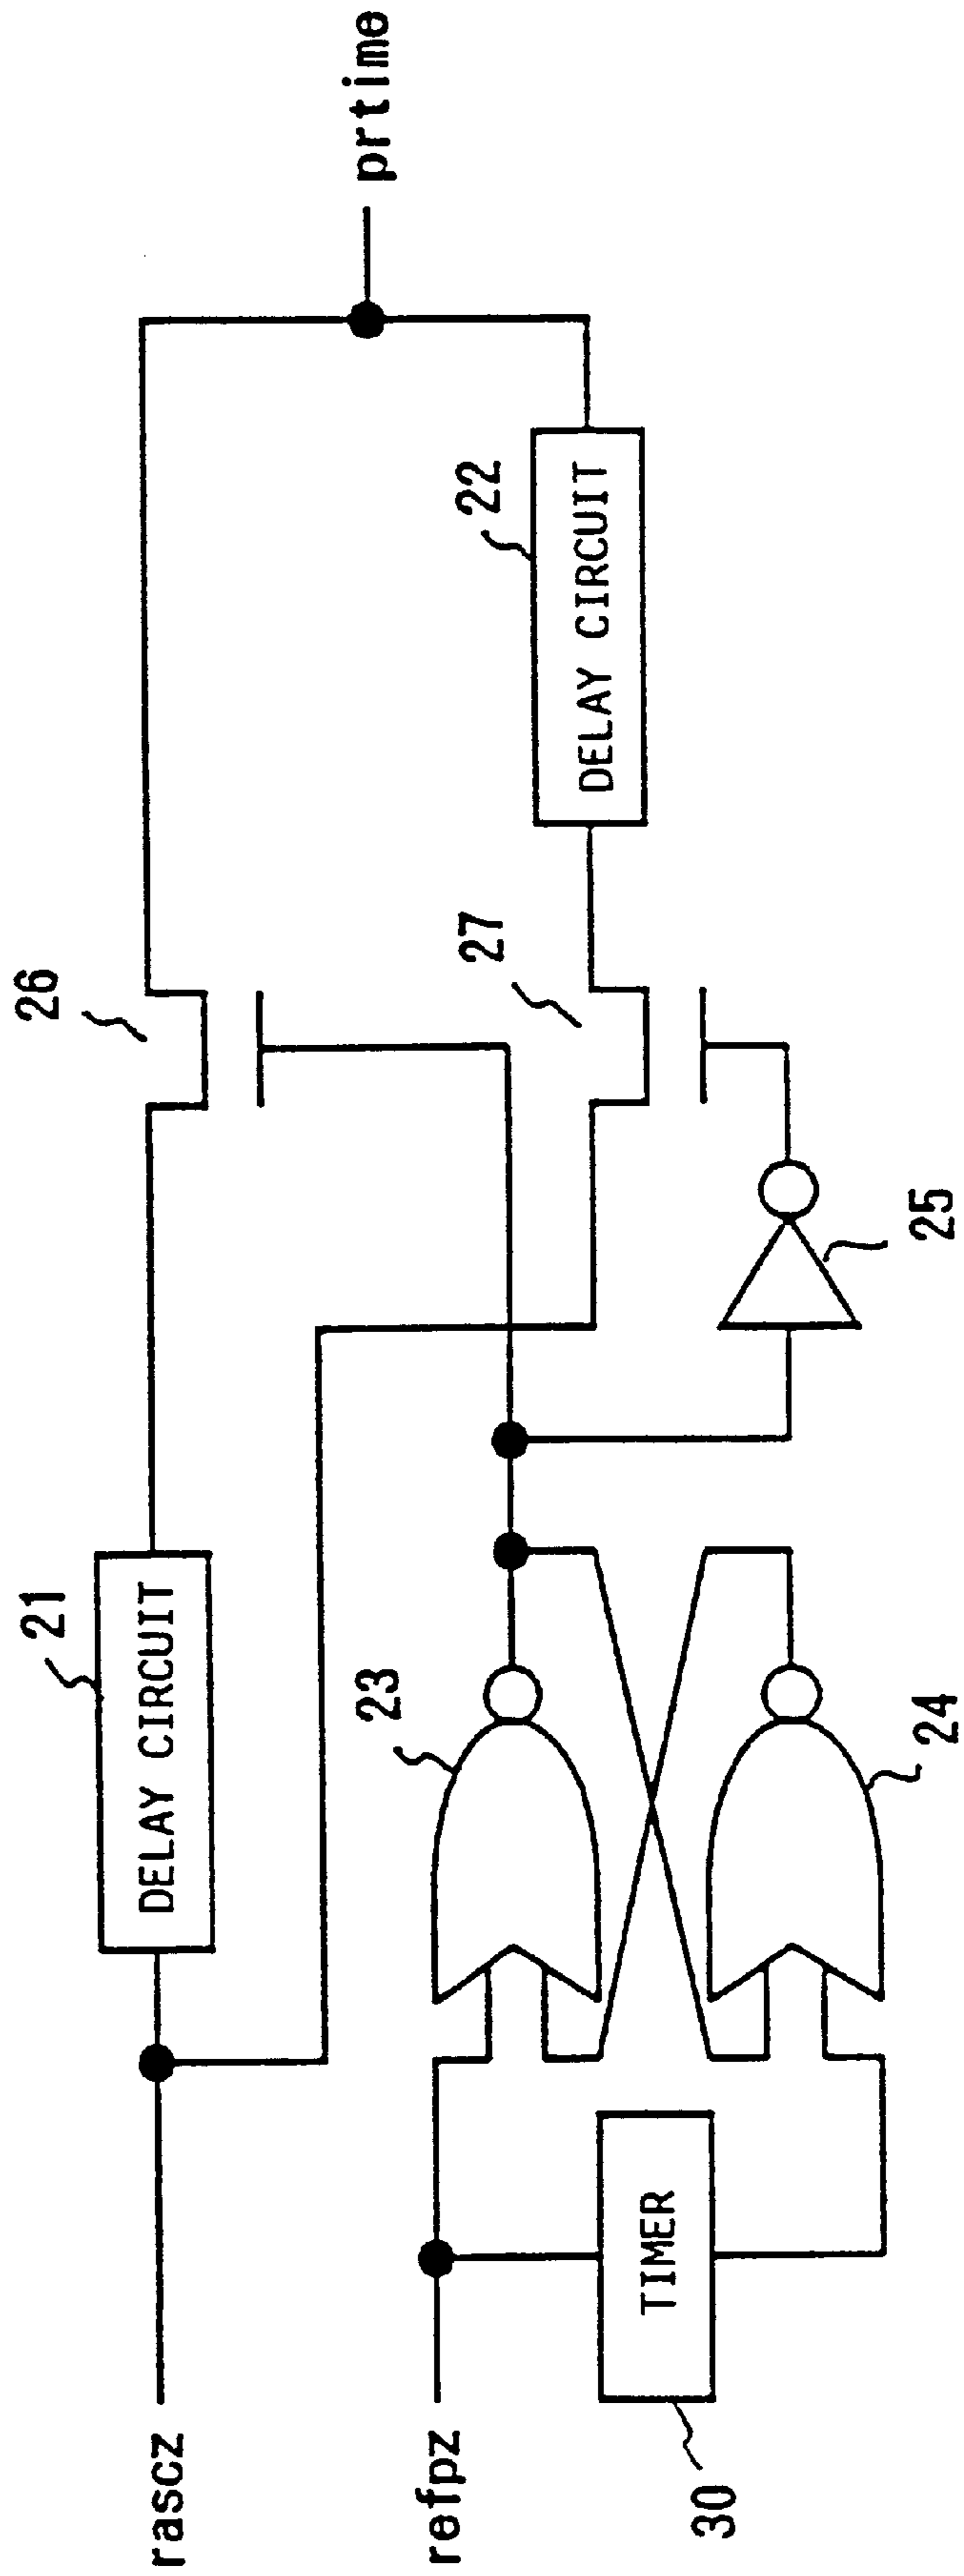 21
DELAY CIRCUIT
26
rascz
prtime
22
DELAY CIRCUIT
27
23
refpz
TIMER
30
24
25